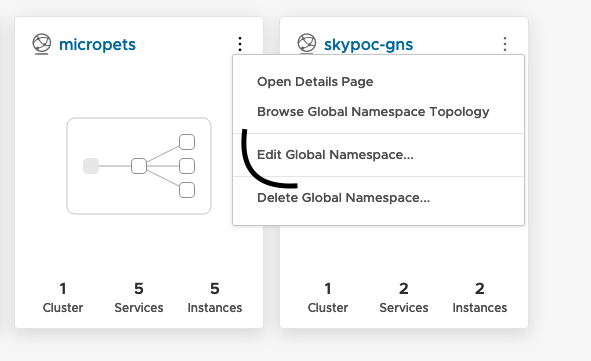 micropets
skypoc-gns
Open Details Page
Browse Global Namespace Topology
Edit Global Namespace...
Delete Global Namespace...
1 5 5
Cluster Services Instances
1 2 2
Cluster Services Instances